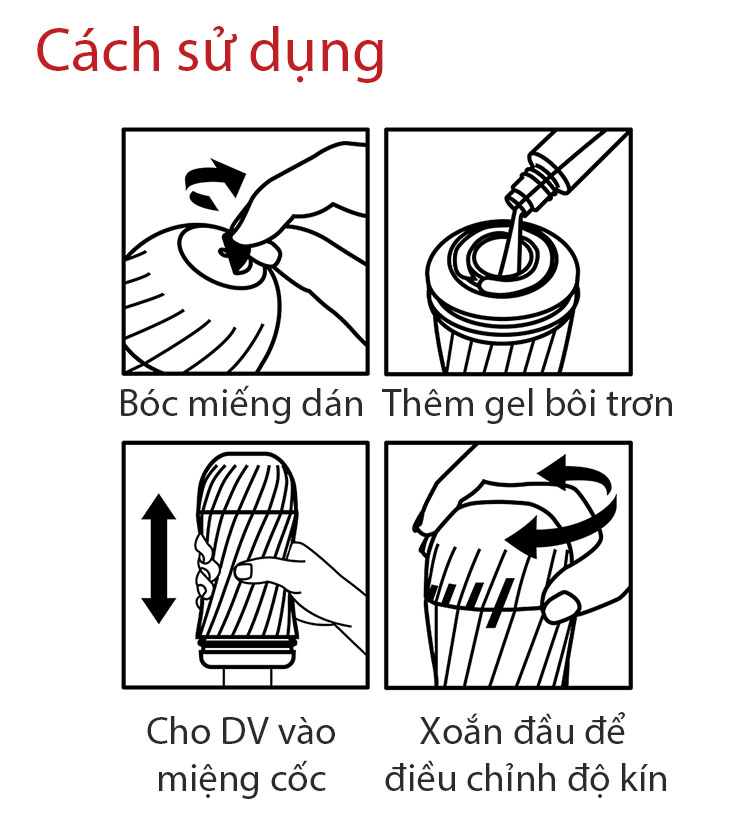 Cách sử dụng
Bóc miếng dán
Thêm gel bôi trơn
Cho DV vào
miệng cốc
Xoắn đầu để
điều chỉnh độ kín